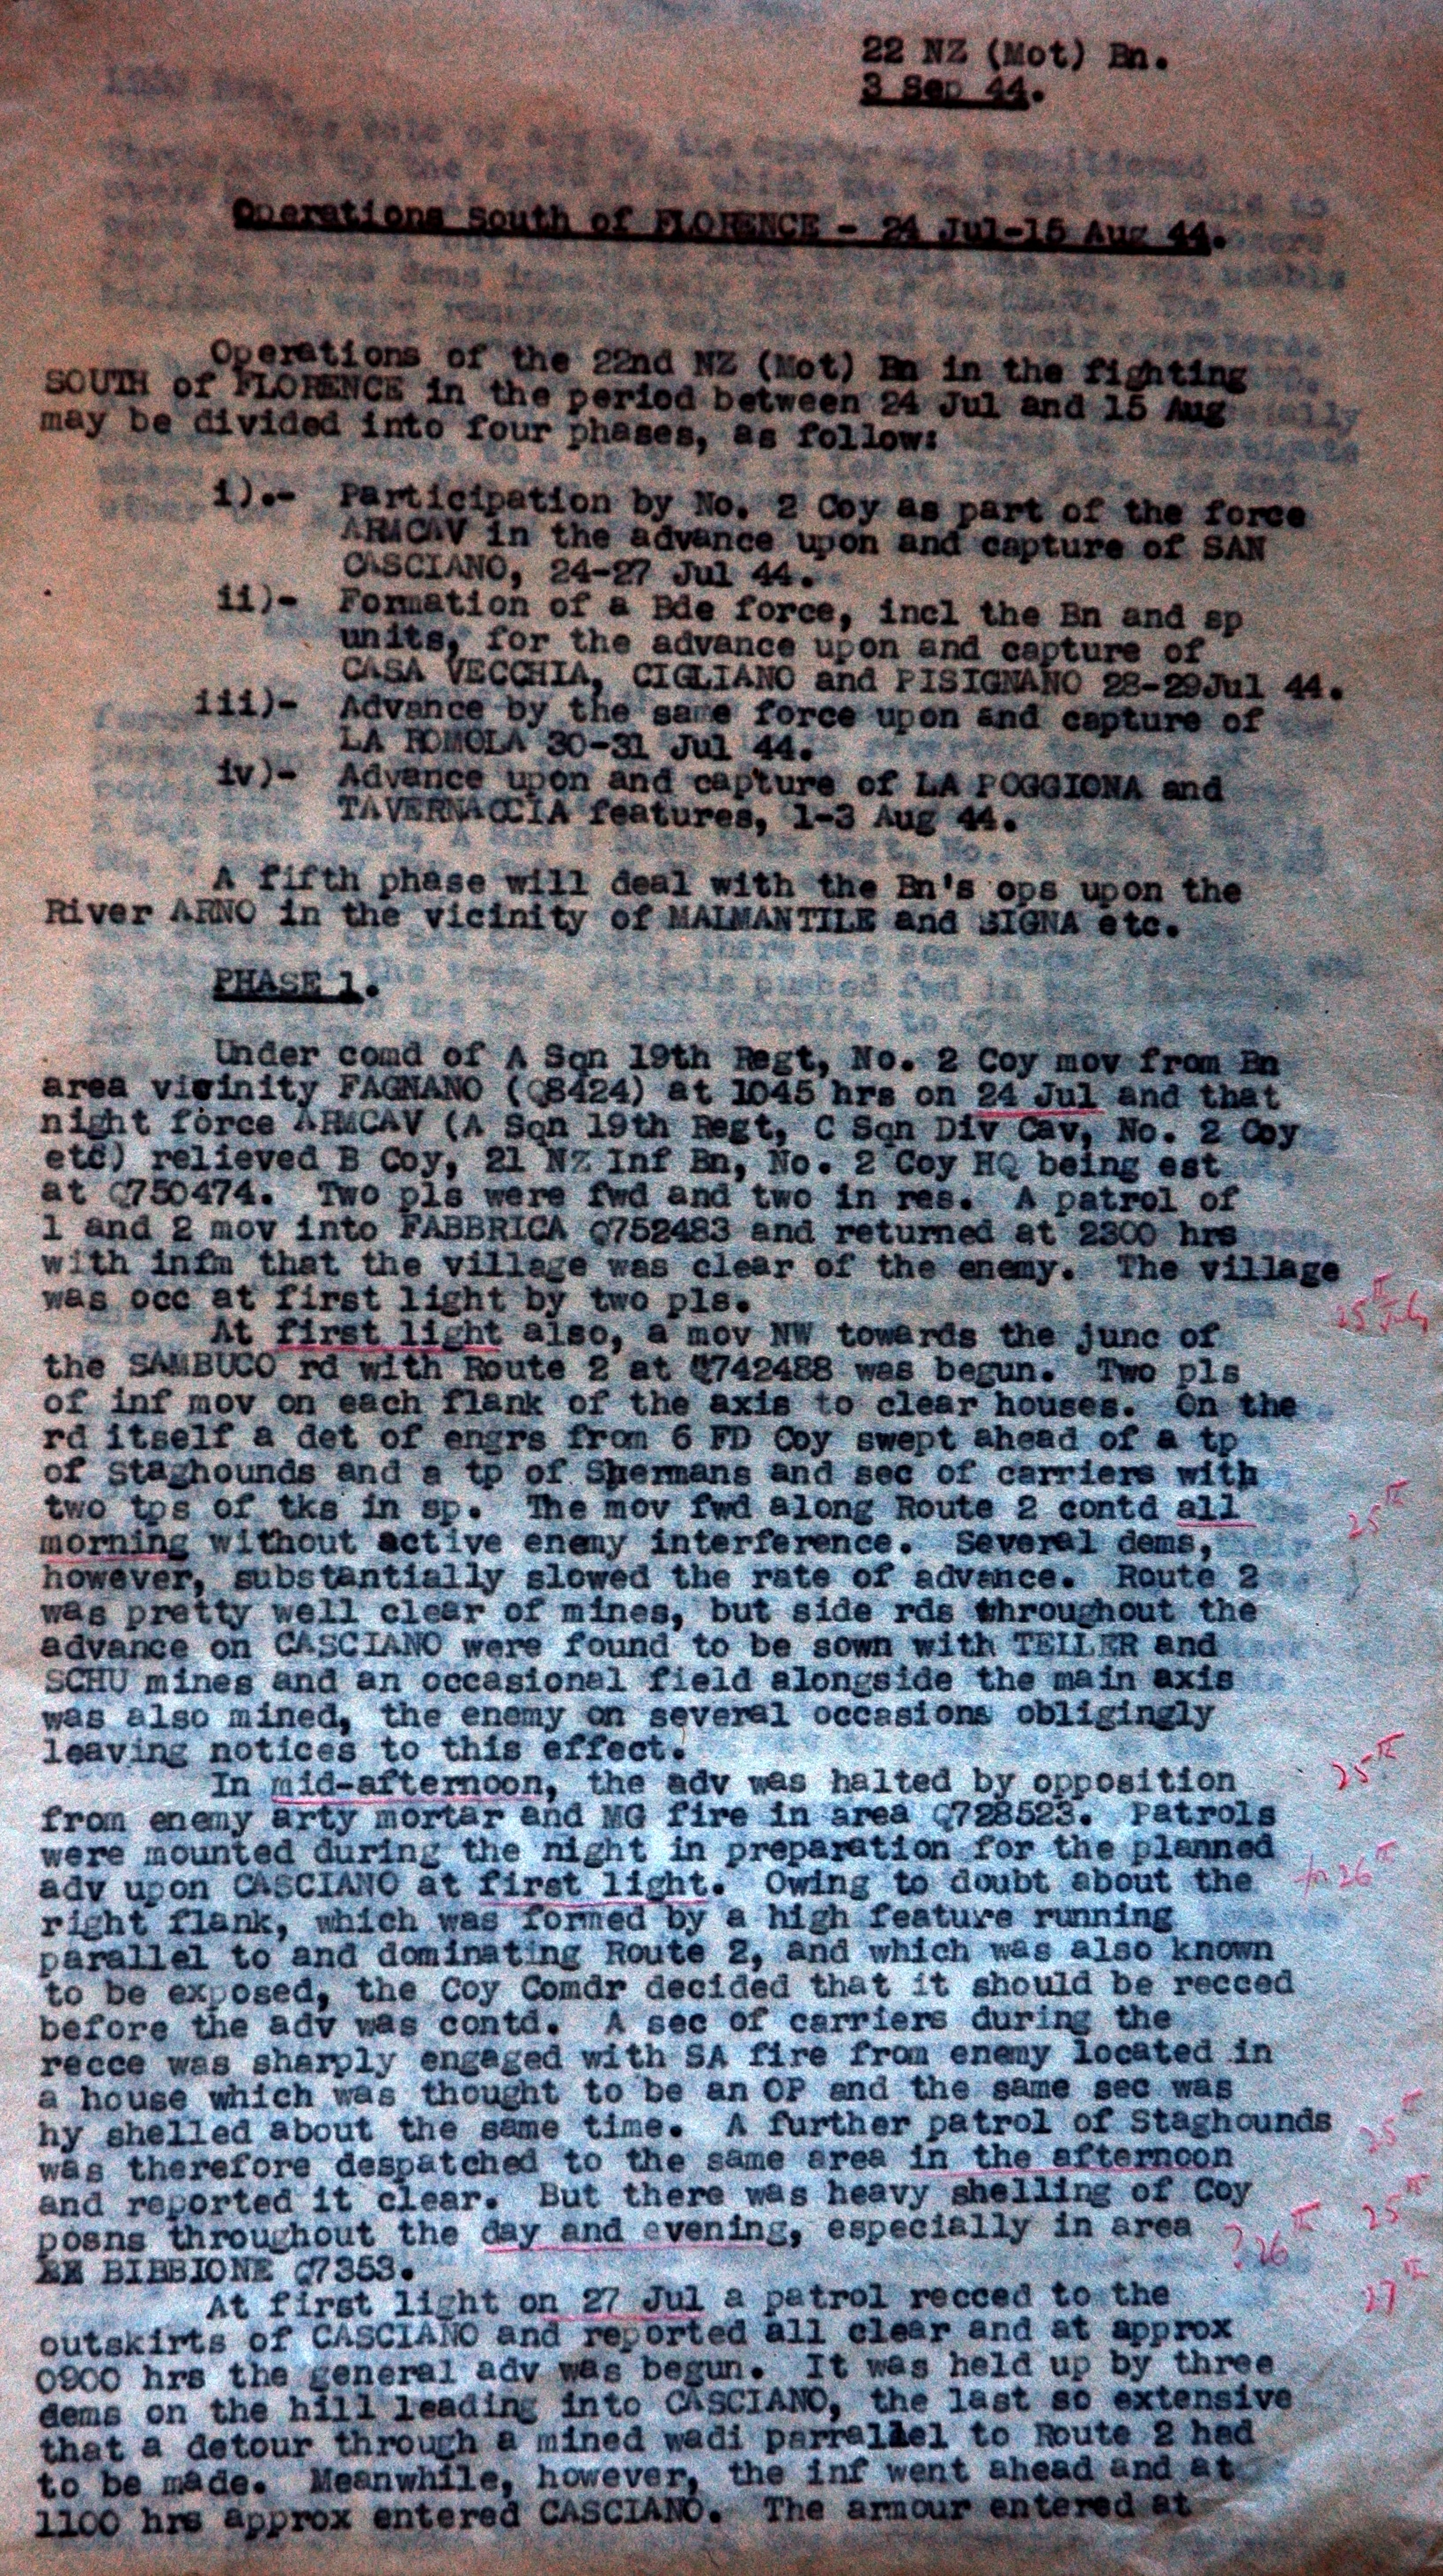 22 NZ (Mot) Bn.
3 Sep 44.
Operations South of FLORENCE - 24 Jul-15 Aug 44.
Operations of the 22nd NZ (Mot) Bn in the fighting
SOUTH of FLORENCE in the period between 24 Jul and 15 Aug
may be divided into four phases, as follow:
i).- Participation by No. 2 Coy as part of the force
ARMCAV in the advance upon and capture of SAN
CASCIANO, 24-27 Jul 44.
ii)- Formation of a Bde force, incl the Bn and sp
units, for the advance upon and capture of
CASA VECCHIA, CIGLIANO and PISIGNANO 28-29Jul 44.
iii)- Advance by the same force upon and capture of
LA ROMOLA 30-31 Jul 44.
iv)- Advance upon and capture of LA POGGIONA and
TAVERNACCIA features, 1-3 Aug 44.
A fifth phase will deal with the Bn's ops upon the
River ARNO in the vicinity of MALMANTILE and SIGNA etc.
PHASE 1.
Under comd of A Sqn 19th Regt, No. 2 Coy mov from Bn
area vicinity FAGNANO (Q8424) at 1045 hrs on 24 Jul and that
night force ARMCAV (A Sqn 19th Regt, C Sqn Div Cav, No. 2 Coy
etc) relieved B Coy, 21 NZ Inf Bn, No. 2 Coy HQ being est
at Q750474. Two pls were fwd and two in res. A patrol of
1 and 2 mov into FABBRICA Q752483 and returned at 2300 hrs
with infm that the village was clear of the enemy. The village
was occ at first light by two pls. 25th July
At first light also, a mov NW towards the junc of
the SAMBUCO rd with Route 2 at Q742488 was begun. Two pls
of inf mov on each flank of the axis to clear houses. On the
rd itself a det of engrs from 6 FD Coy swept ahead of a tp
of Staghounds and a tp of Shermans and sec of carriers with
two tps of tks in sp. The mov fwd along Route 2 contd all 25th
morning without active enemy interference. Several dems,
however, substantially slowed the rate of advance. Route 2
was pretty well clear of mines, but side rds throughout the
advance on CASCIANO were found to be sown with TELLER and
SCHU mines and an occasional field alongside the main axis
was also mined, the enemy on several occasions obligingly
leaving notices to this effect.
In mid-afternoon, the adv was halted by opposition 25th
from enemy arty mortar and MG fire in area Q728523. Patrols
were mounted during the night in preparation for the planned
adv upon CASCIANO at first light. Owing to doubt about the 26th
right flank, which was formed by a high feature running
parallel to and dominating Route 2, and which was also known
to be exposed, the Coy Comdr decided that it should be recced
before the adv was contd. A sec of carriers during the
recce was sharply engaged with SA fire from enemy located in
a house which was thought to be an OP and the same sec was
hy shelled about the same time. A further patrol of Staghounds 25th
was therefore despatched to the same area in the afternoon
and reported it clear. But there was heavy shelling of Coy
posns throughout the day and evening, especially in area ? 26th 25th
BIBBIONE Q7353.
At first light on 27 Jul a patrol recced to the 27th
outskirts of CASCIANO and reported all clear and at approx
0900 hrs the general adv was begun. It was held up by three
dems on the hill leading into CASCIANO, the last so extensive
that a detour through a mined wadi parrallel to Route 2 had
to be made. Meanwhile, however, the inf went ahead and at
1100 hrs approx entered CASCIANO. The armour entered at